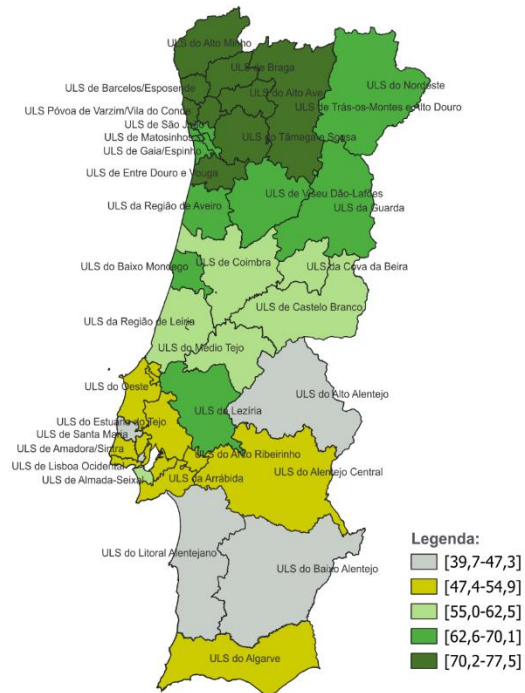 ULS do Alto Minho
ULS de Braga
ULS do Nordeste
ULS de Barcelos/Esposende
ULS do Alto Ave
ULS Póvoa de Varzim/Vila do Conde
ULS de Trás-os-Montes e Alto Douro
ULS de São João
ULS de Matosinhos
ULS do Tâmega e Sousa
ULS de Gaia/Espinho
ULS de Entre Douro e Vouga
ULS de Viseu Dão-Lafões
ULS da Região de Aveiro
ULS da Guarda
ULS do Baixo Mondego
ULS de Coimbra
ULS da Cova da Beira
ULS de Castelo Branco
ULS da Região de Leiria
ULS do Médio Tejo
ULS do Oeste
ULS do Alto Alentejo
ULS de Lezíria
ULS do Estuário do Tejo
ULS de Santa Maria
ULS de Amadora/Sintra
ULS do Arco Ribeirinho
ULS de Lisboa Ocidental
ULS do Alentejo Central
ULS de Almada-Seixal
ULS da Arrábida
ULS do Litoral Alentejano
ULS do Baixo Alentejo
ULS do Algarve
Legenda:
[39,7-47,3]
[47,4-54,9]
[55,0-62,5]
[62,6-70,1]
[70,2-77,5]